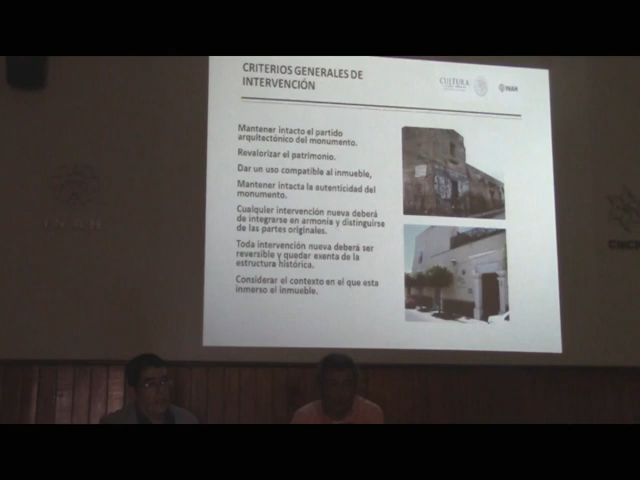 CRITERIOS GENERALES DE
INTERVENCIÓN
CULTURA
INAH
Mantener intacto el partido
arquitectónico del monumento.
Revalorizar el patrimonio.
Dar un uso compatible al inmueble,
Mantener intacta la autenticidad del
monumento.
Cualquier intervención nueva deberá
de integrarse en armonía y distinguirse
de las partes originales.
Toda intervención nueva deberá ser
reversible y quedar exenta de la
estructura histórica.
Considerar el contexto en el que esta
inmerso el inmueble.